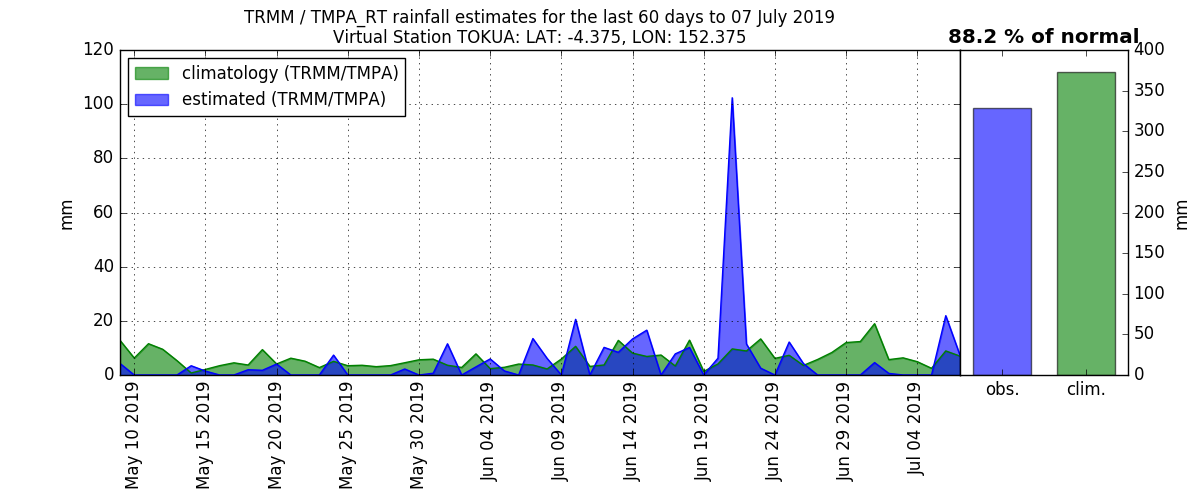 TRMM / TMPA_RT rainfall estimates for the last 60 days to 07 July 2019
Virtual Station TOKUA: LAT: -4.375, LON: 152.375
88.2 % of normal
climatology (TRMM/TMPA)
estimated (TRMM/TMPA)
120
100
80
60
40
20
0
mm
May 10 2019
May 15 2019
May 20 2019
May 25 2019
May 30 2019
Jun 04 2019
Jun 09 2019
Jun 14 2019
Jun 19 2019
Jun 24 2019
Jun 29 2019
Jul 04 2019
obs.
clim.
400
350
300
250
200
150
100
50
0
mm